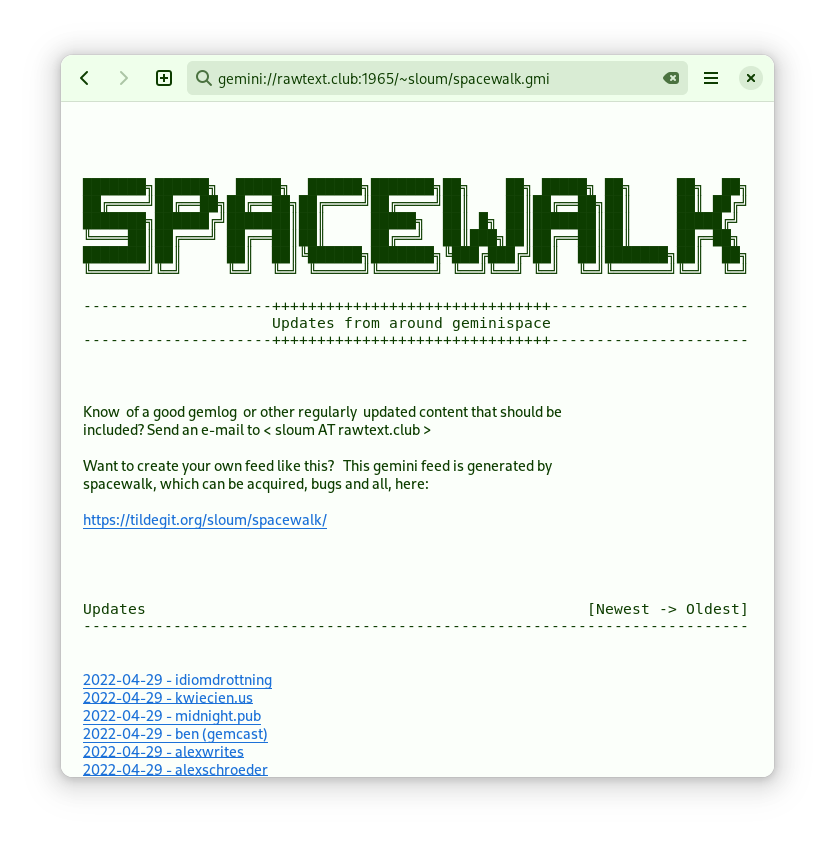 gemini://rawtext.club:1965/~sloum/spacewalk.gmi
SPACEWALK
---------------------+++++++++++++++++++++++++++++++----------------------
Updates from around geminispace
---------------------+++++++++++++++++++++++++++++++----------------------
Know of a good gemlog or other regularly updated content that should be
included? Send an e-mail to < sloum AT rawtext.club >
Want to create your own feed like this? This gemini feed is generated by
spacewalk, which can be acquired, bugs and all, here:
https://tildegit.org/sloum/spacewalk/
Updates [Newest -> Oldest]
--------------------------------------------------------------------------
2022-04-29 - idiomdrottning
2022-04-29 - kwiecien.us
2022-04-29 - midnight.pub
2022-04-29 - ben (gemcast)
2022-04-29 - alexwrites
2022-04-29 - alexschroeder